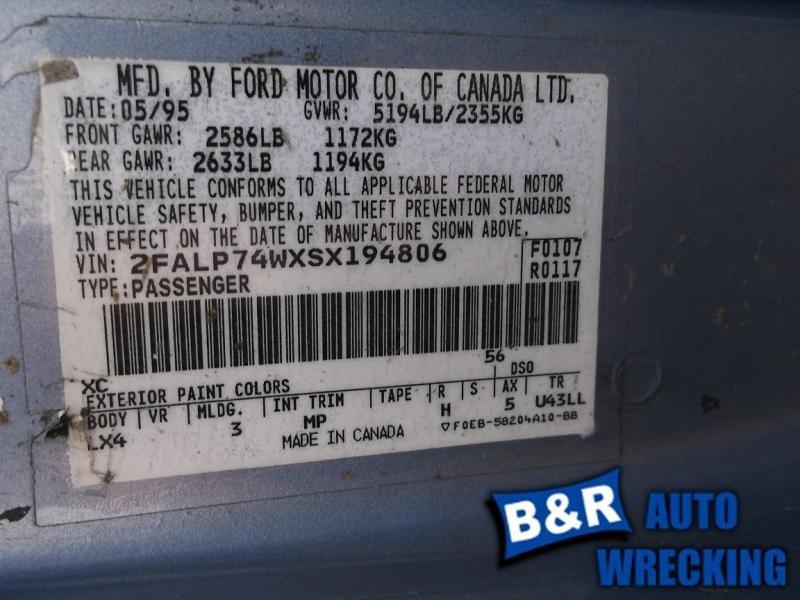 MFD. BY FORD MOTOR CO. OF CANADA LTD.
DATE: 05/95 GVWR: 5194LB/2355KG
FRONT GAWR: 2586LB 1172KG
REAR GAWR: 2633LB 1194KG
THIS VEHICLE CONFORMS TO ALL APPLICABLE FEDERAL MOTOR
VEHICLE SAFETY, BUMPER, AND THEFT PREVENTION STANDARDS
IN EFFECT ON THE DATE OF MANUFACTURE SHOWN ABOVE.
VIN: 2FALP74WXSX194806 F0107
TYPE: PASSENGER R0117
56
XC DSO
EXTERIOR PAINT COLORS
BODY VR MLDG. INT TRIM TAPE R S AX TR
LX4 3 MP H 5 U43LL
MADE IN CANADA ▽F0EB-58204A10-BB
B&R AUTO
WRECKING